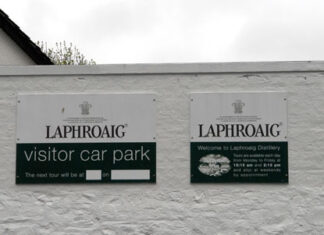 LAPHROAIG
visitor car park
The next tour will be at on
LAPHROAIG
Welcome to Laphroaig Distillery
Tours are available each day
from Monday to Friday at
10:15 am and 2:15 pm
and also at weekends
by appointment